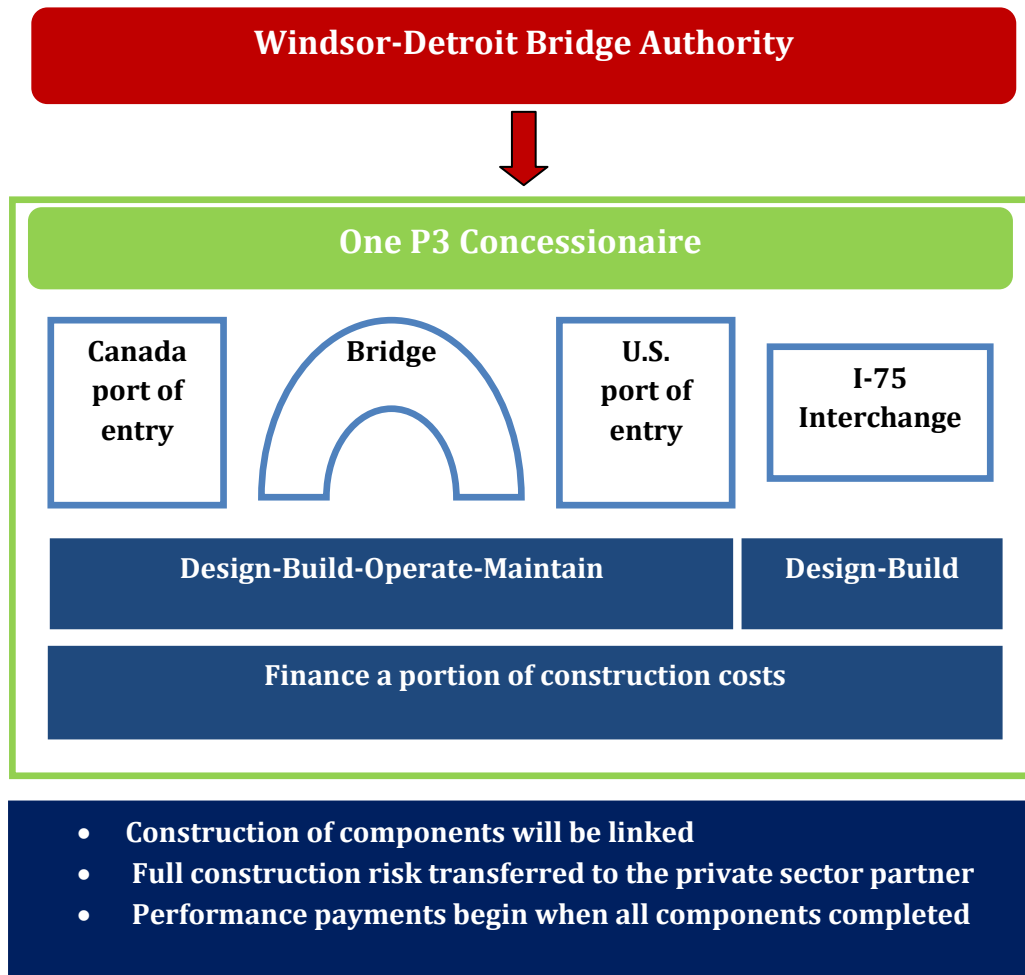 Windsor-Detroit Bridge Authority
One P3 Concessionaire
Canada
port of
entry
Bridge
U.S.
port of
entry
I-75
Interchange
Design-Build-Operate-Maintain
Design-Build
Finance a portion of construction costs
• Construction of components will be linked
• Full construction risk transferred to the private sector partner
• Performance payments begin when all components completed